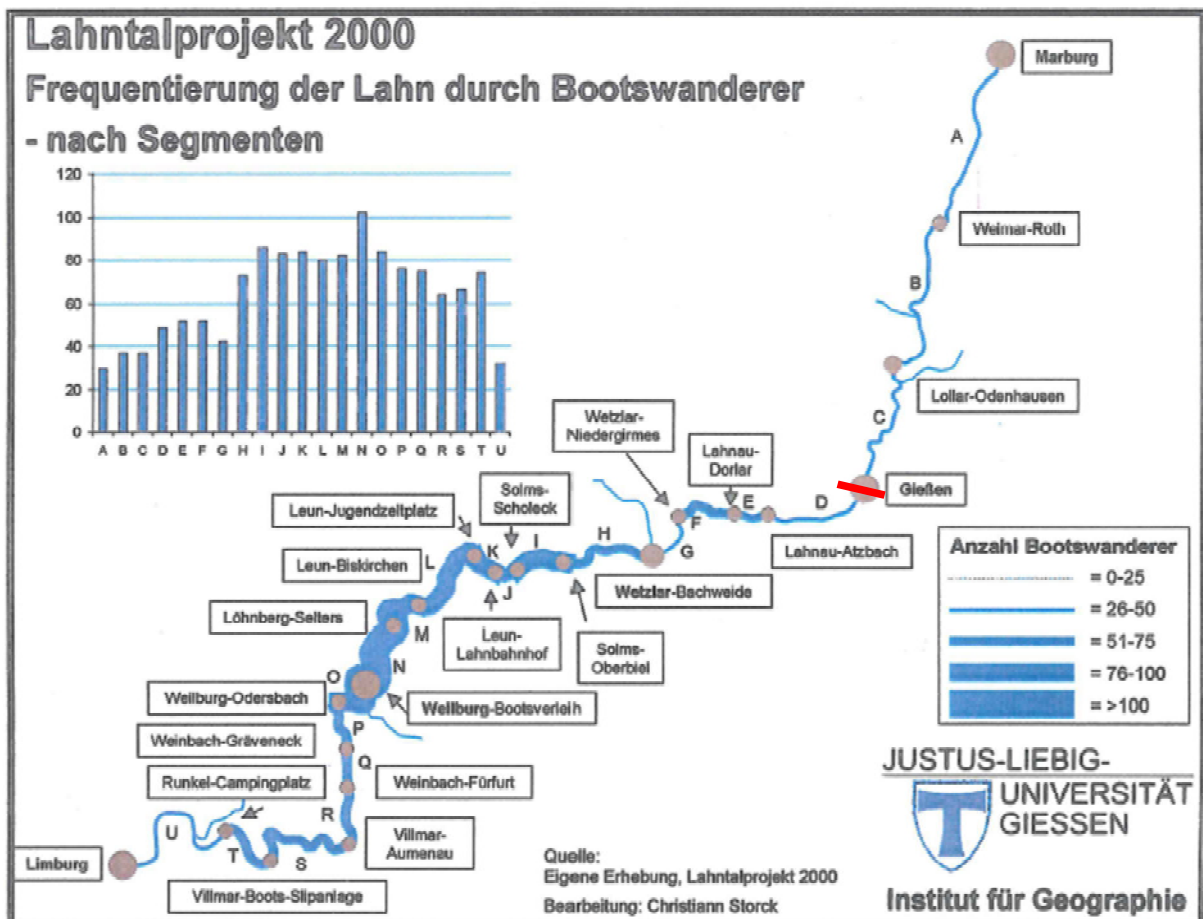 Lahntalprojekt 2000
Frequentierung der Lahn durch Bootswanderer
- nach Segmenten
120
100
80
60
40
20
0
A B C D E F G H I J K L M N O P Q R S T U
Marburg
A
Weimar-Roth
B
Lollar-Odenhausen
C
Gießen
D
Lahnau-Atzbach
E
Lahnau-
Dorlar
F
Wetzlar-
Niedergirmes
G
Wetzlar-Bachweide
H
Solms-
Oberbiel
I
Solms-
Scholeck
J
Leun-
Lahnbahnhof
K
Leun-Jugendzeltplatz
L
Leun-Biskirchen
M
Löhnberg-Selters
N
Weilburg-Bootsverleih
O
Weilburg-Odersbach
P
Weinbach-Gräveneck
Q
Weinbach-Fürfurt
R
Villmar-
Aumenau
S
Villmar-Boots-Slipanlage
T
Runkel-Campingplatz
U
Limburg
Anzahl Bootswanderer
= 0-25
= 26-50
= 51-75
= 76-100
= >100
JUSTUS-LIEBIG-
UNIVERSITÄT
GIESSEN
Institut für Geographie
Quelle:
Eigene Erhebung, Lahntalprojekt 2000
Bearbeitung: Christiann Storck